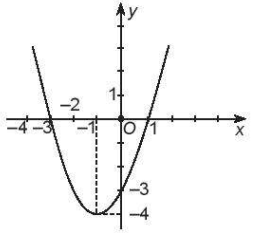 y
1
–2
–4 –3 –1 O 1 x
–3
–4